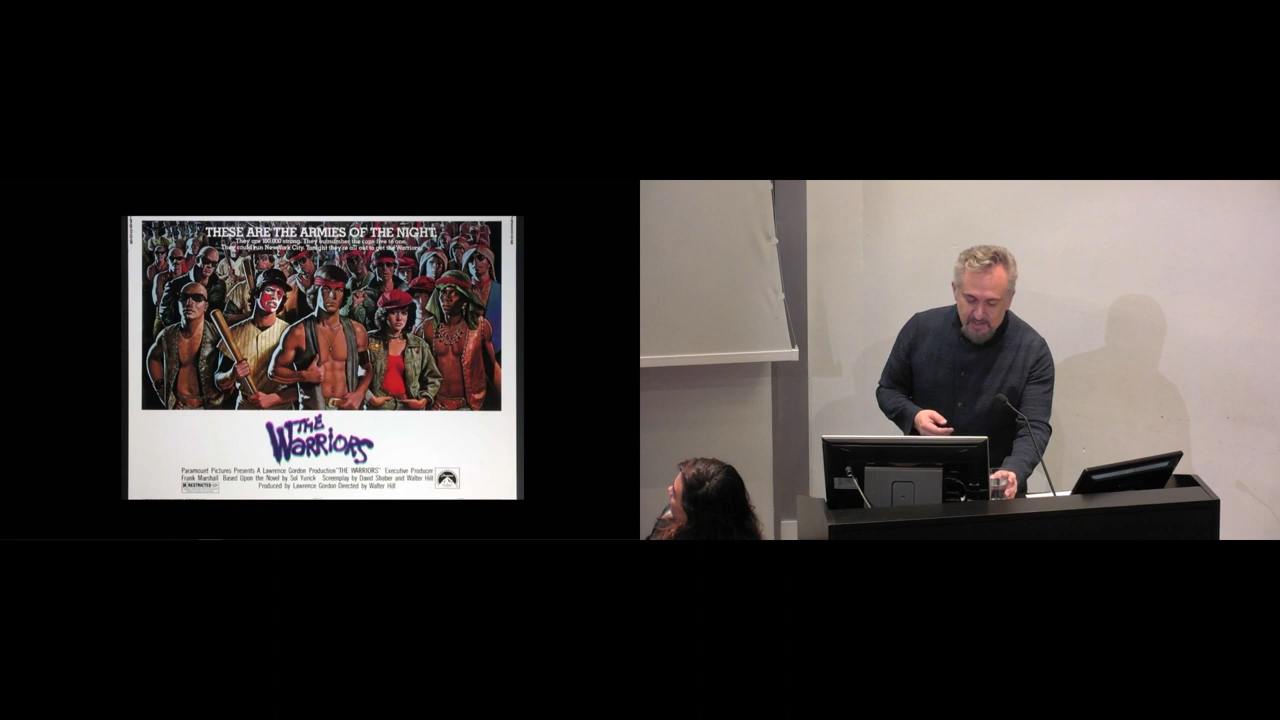 THESE ARE THE ARMIES OF THE NIGHT.
They are 100,000 strong. They outnumber the cops five to one.
They could run New York City. Tonight they're all out to get the Warriors.
THE
WARRIORS
Paramount Pictures Presents A Lawrence Gordon Production "THE WARRIORS" Executive Producer
Frank Marshall Based Upon the Novel by Sol Yurick Screenplay by David Shaber and Walter Hill
R RESTRICTED
Produced by Lawrence Gordon Directed by Walter Hill